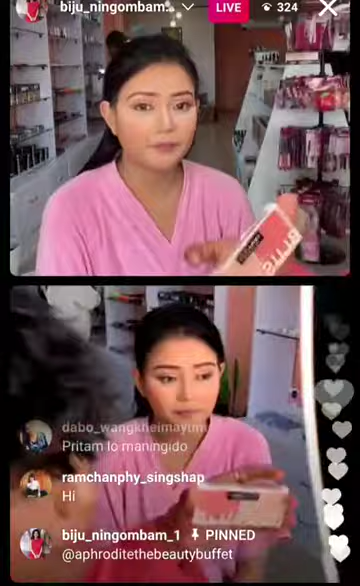 biju_ningombam...
LIVE
324
dabo_wangkheimayum
Pritam lo maningido
ramchanphy_singshap
Hi
biju_ningombam_1 PINNED
@aphroditethebeautybuffet